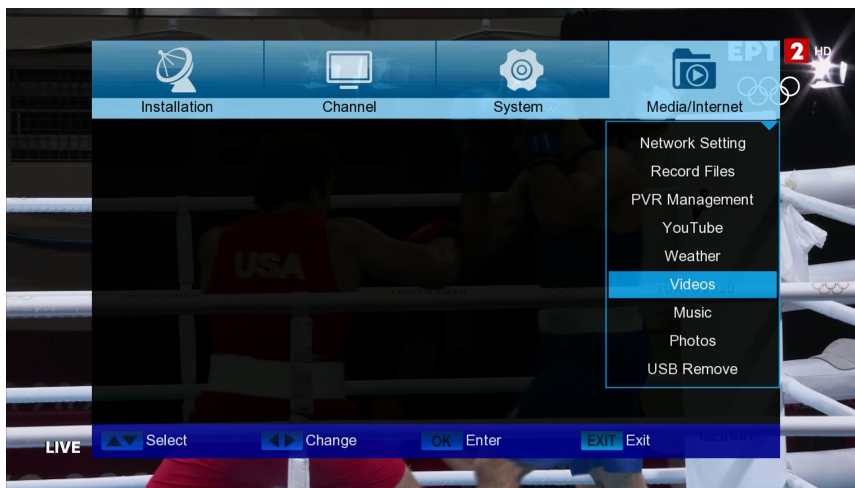 ΕΡΤ 2 HD
Installation Channel System Media/Internet
Network Setting
Record Files
PVR Management
YouTube
Weather
Videos
Music
Photos
USB Remove
USA
LIVE
Select Change OK Enter EXIT Exit